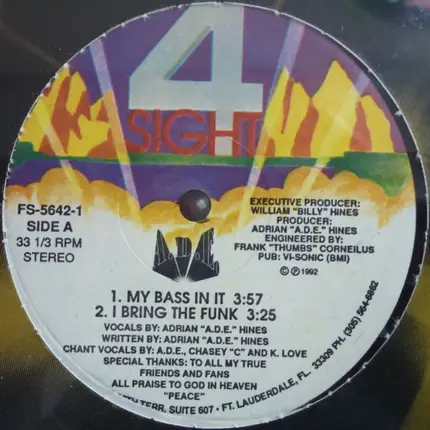 4
SIGHT
FS-5642-1
SIDE A
33 1/3 RPM
STEREO
EXECUTIVE PRODUCER:
WILLIAM "BILLY" HINES
PRODUCER:
ADRIAN "A.D.E." HINES
ENGINEERED BY:
FRANK "THUMBS" CORNEILUS
PUB: VI-SONIC (BMI)
© ℗ 1992
A.D.E.
1. MY BASS IN IT 3:57
2. I BRING THE FUNK 3:25
VOCALS BY: ADRIAN "A.D.E." HINES
WRITTEN BY: ADRIAN "A.D.E." HINES
CHANT VOCALS BY: A.D.E., CHASEY "C" AND K. LOVE
SPECIAL THANKS: TO ALL MY TRUE
FRIENDS AND FANS
ALL PRAISE TO GOD IN HEAVEN
"PEACE"
TERR. SUITE 607 • FT. LAUDERDALE, FL. 33309 PH. (305) 564-6862